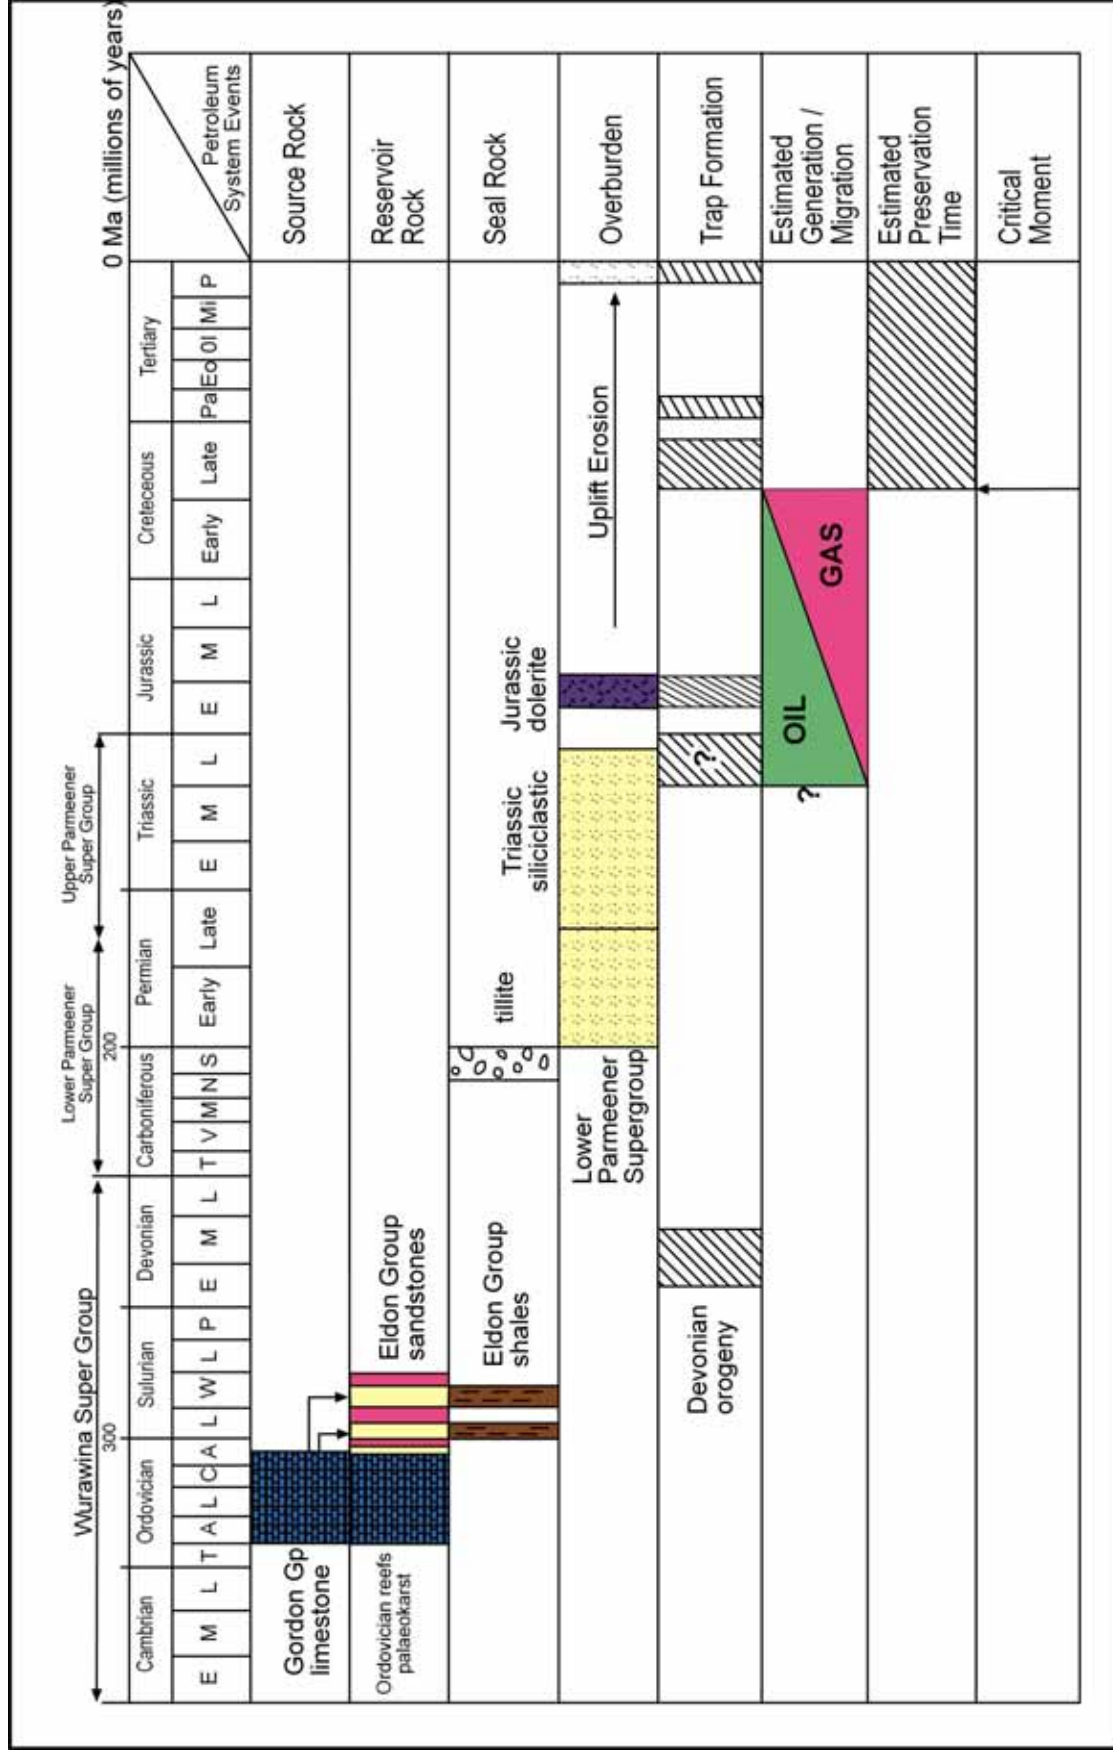 Wurawina Super Group
Lower Parmeener
Super Group
Upper Parmeener
Super Group
300
200
0 Ma (millions of years)
Cambrian
Ordovician
Sulurian
Devonian
Carboniferous
Permian
Triassic
Jurassic
Creteceous
Tertiary
E M L T A L C A L W L P E M L T V M N S Early Late E M L E M L Early Late Pa Eo Ol Mi P
Petroleum
System Events
Gordon Gp
limestone
Source Rock
Ordovician reefs
palaeokarst
Eldon Group
sandstones
Reservoir
Rock
Eldon Group
shales
tillite
Triassic
siliciclastic
Jurassic
dolerite
Seal Rock
Lower
Parmeener
Supergroup
Uplift Erosion
Overburden
Devonian
orogeny
?
Trap Formation
?
OIL
GAS
Estimated
Generation /
Migration
Estimated
Preservation
Time
Critical
Moment